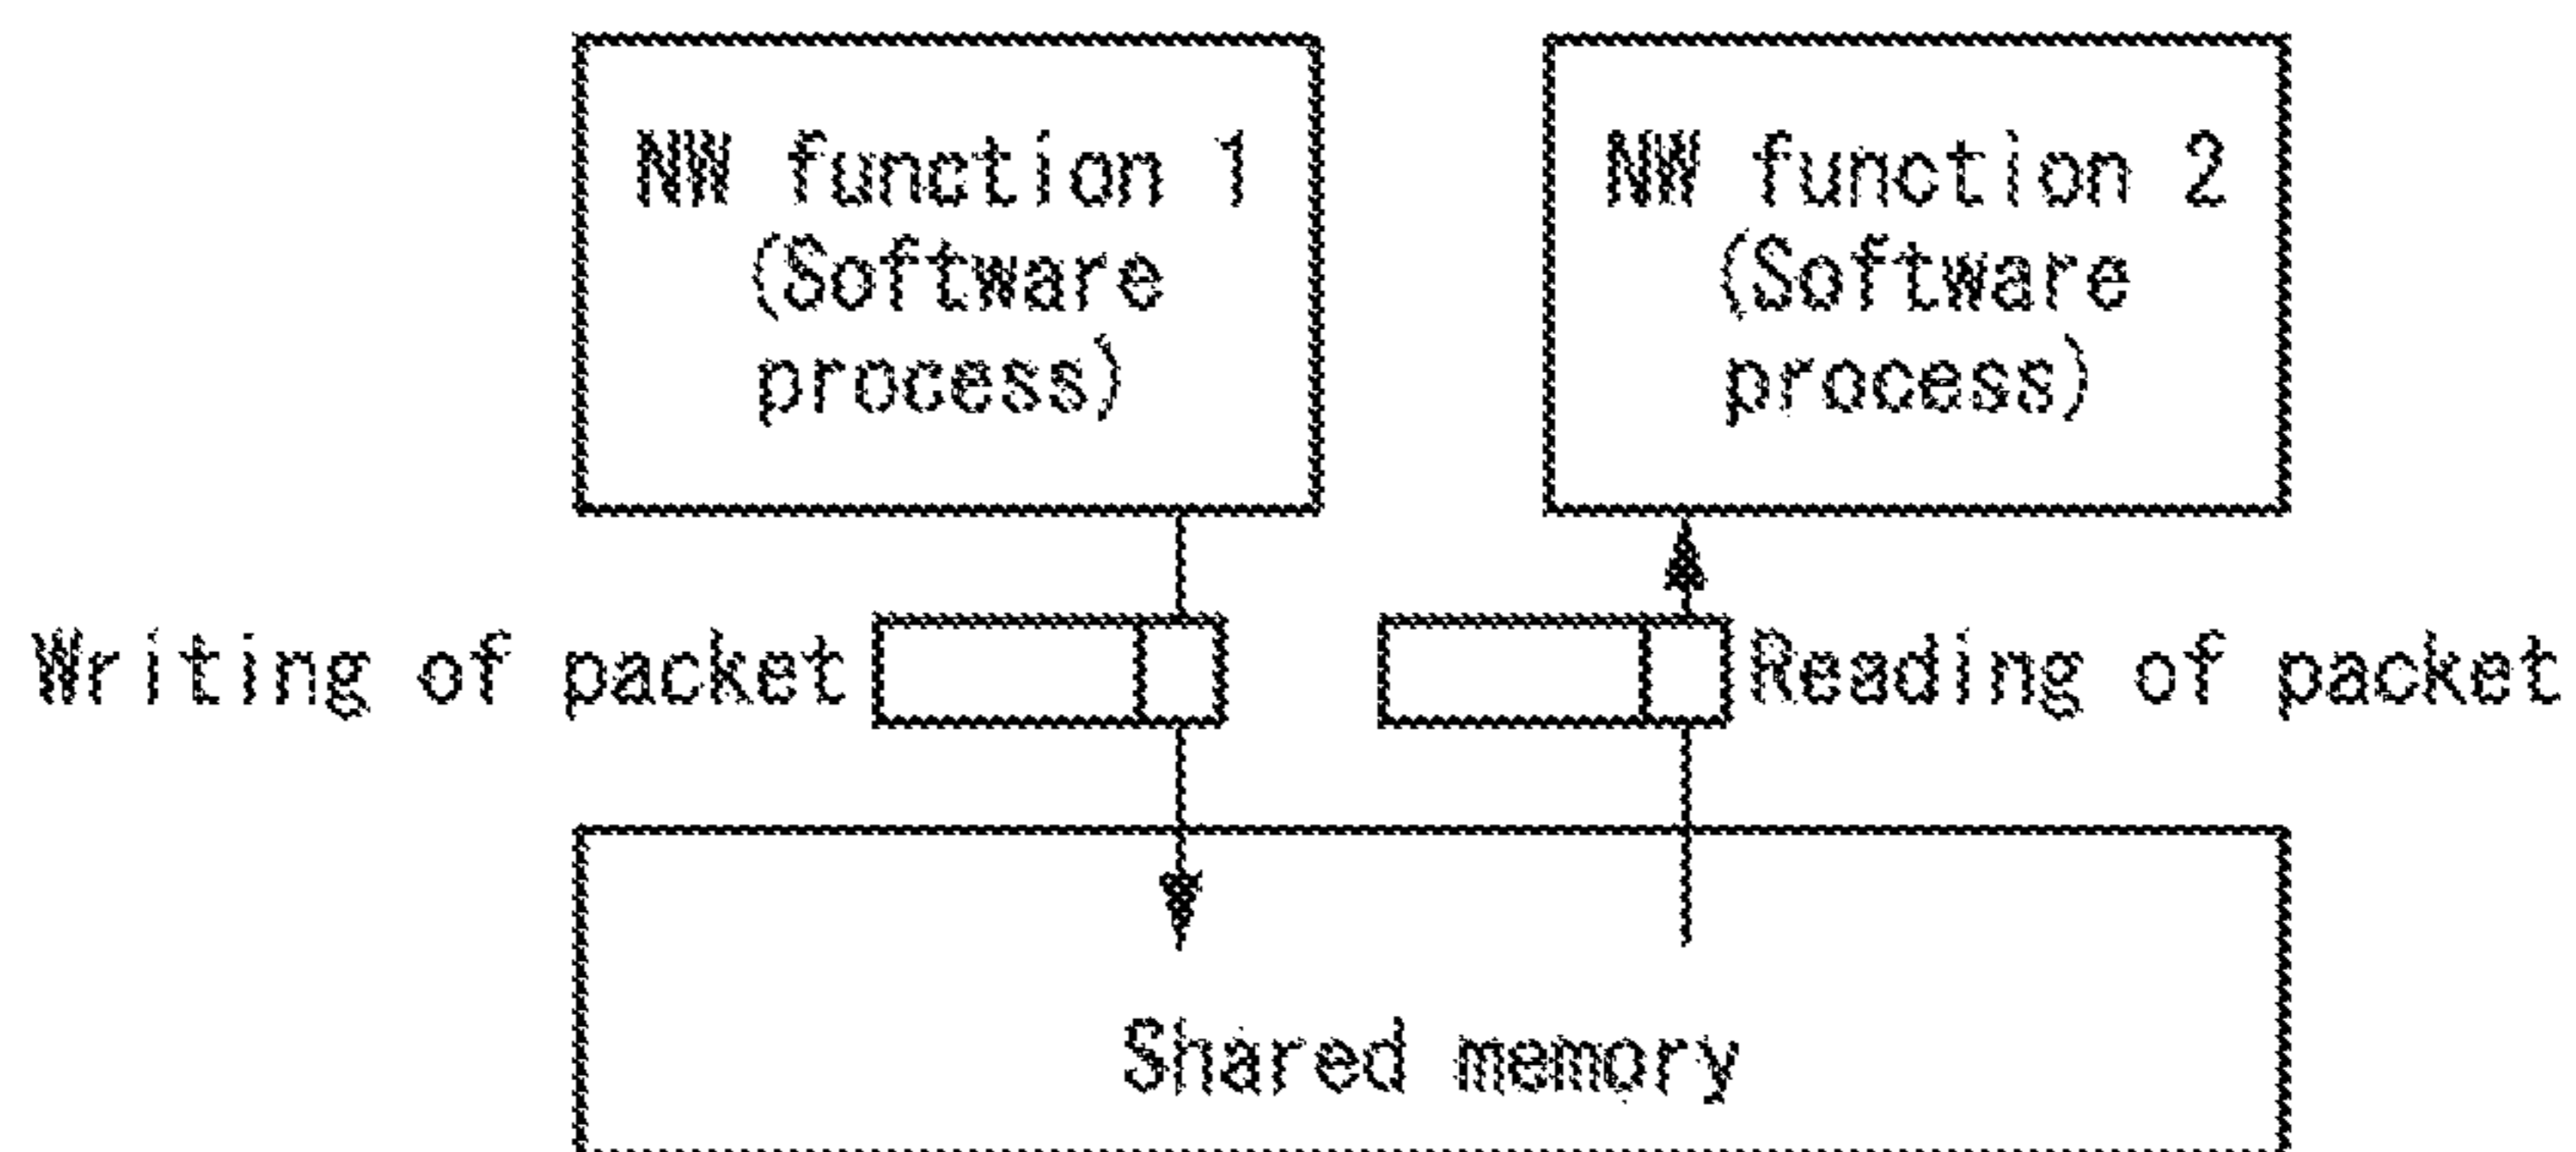 NW function 1
(Software
process)
NW function 2
(Software
process)
Writing of packet
Reading of packet
Shared memory